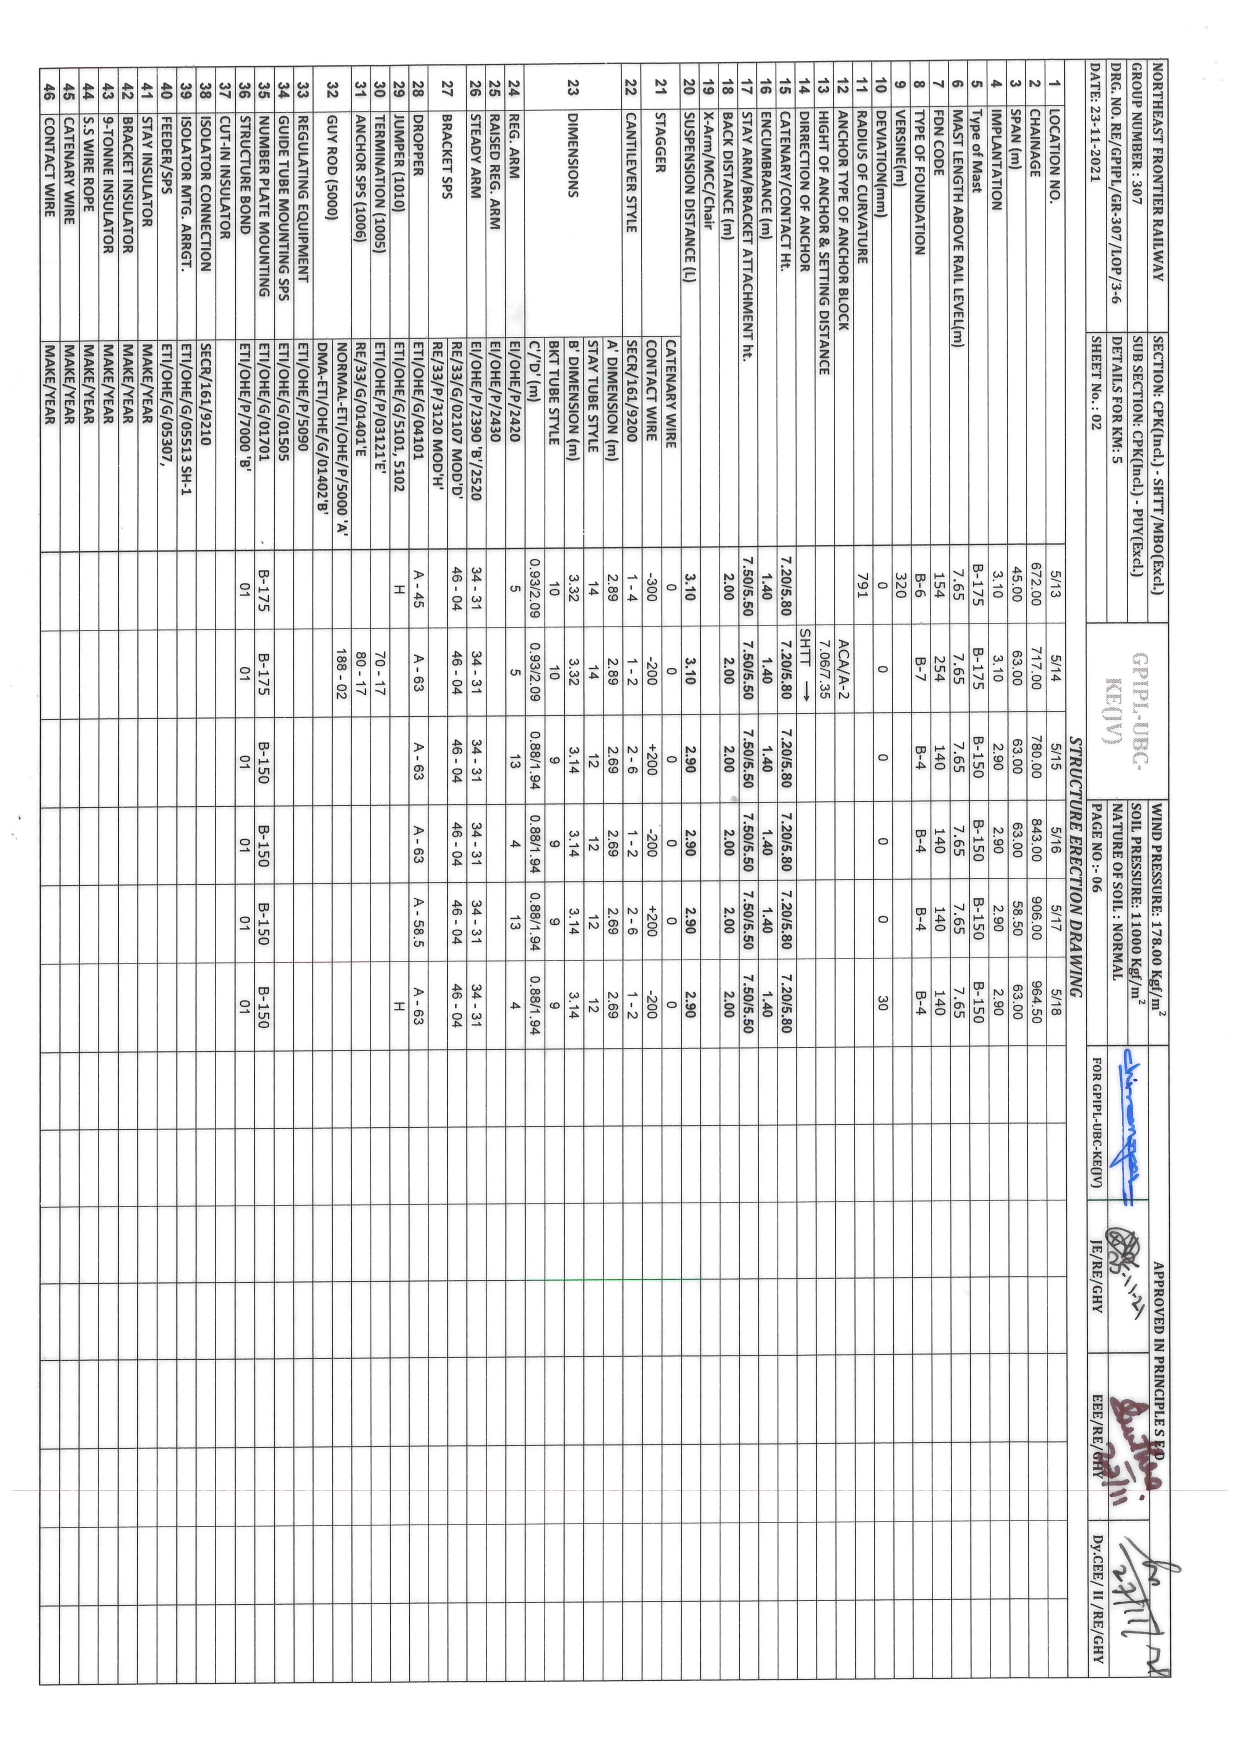 NORTHEAST FRONTIER RAILWAY SECTION: CPK(Incl.) - SHTT/MBO(Excl.) WIND PRESSURE: 178.00 Kgf/m² APPROVED IN PRINCIPLE
GROUP NUMBER : 307 SUB SECTION: CPK(Incl.) - PUY(Excl.) GPIPL-UBC-KE(JV) SOIL PRESSURE: 11000 Kgf/m²
DRG. NO. RE/GPIPL/GR-307/LOP/3-6 DETAILS FOR KM: 5 NATURE OF SOIL : NORMAL
DATE: 23-11-2021 SHEET No. : 02 PAGE NO :- 06 FOR GPIPL-UBC-KE(JV) JE/RE/GHY EEE/RE/GHY Dy.CEE/ II /RE/GHY
25-11-21
STRUCTURE ERECTION DRAWING
1 LOCATION NO. 5/13 5/14 5/15 5/16 5/17 5/18
2 CHAINAGE 672.00 717.00 780.00 843.00 906.00 964.50
3 SPAN (m) 45.00 63.00 63.00 63.00 58.50 63.00
4 IMPLANTATION 3.10 3.10 2.90 2.90 2.90 2.90
5 Type of Mast B-175 B-175 B-150 B-150 B-150 B-150
6 MAST LENGTH ABOVE RAIL LEVEL(m) 7.65 7.65 7.65 7.65 7.65 7.65
7 FDN CODE 154 254 140 140 140 140
8 TYPE OF FOUNDATION B-6 B-7 B-4 B-4 B-4 B-4
9 VERSINE(m) 320
10 DEVIATION(mm) 0 0 0 0 0 30
11 RADIUS OF CURVATURE 791
12 ANCHOR TYPE OF ANCHOR BLOCK ACA/A-2
13 HIGHT OF ANCHOR & SETTING DISTANCE 7.06/7.35
14 DIRRECTION OF ANCHOR SHTT →
15 CATENARY/CONTACT Ht. 7.20/5.80 7.20/5.80 7.20/5.80 7.20/5.80 7.20/5.80 7.20/5.80
16 ENCUMBRANCE (m) 1.40 1.40 1.40 1.40 1.40 1.40
17 STAY ARM/BRACKET ATTACHMENT ht. 7.50/5.50 7.50/5.50 7.50/5.50 7.50/5.50 7.50/5.50 7.50/5.50
18 BACK DISTANCE (m) 2.00 2.00 2.00 2.00 2.00 2.00
19 X-Arm/MCC/Chair
20 SUSPENSION DISTANCE (L) 3.10 3.10 2.90 2.90 2.90 2.90
21 STAGGER CATENARY WIRE 0 0 0 0 0 0
CONTACT WIRE -300 -200 +200 -200 +200 -200
22 CANTILEVER STYLE SECR/161/9200 1 - 4 1 - 2 2 - 6 1 - 2 2 - 6 1 - 2
23 DIMENSIONS A' DIMENSION (m) 2.89 2.89 2.69 2.69 2.69 2.69
STAY TUBE STYLE 14 14 12 12 12 12
B' DIMENSION (m) 3.32 3.32 3.14 3.14 3.14 3.14
BKT TUBE STYLE 10 10 9 9 9 9
C'/'D' (m) 0.93/2.09 0.93/2.09 0.88/1.94 0.88/1.94 0.88/1.94 0.88/1.94
24 REG. ARM EI/OHE/P/2420 5 5 13 4 13 4
25 RAISED REG. ARM EI/OHE/P/2430
26 STEADY ARM EI/OHE/P/2390 'B'/2520 34 - 31 34 - 31 34 - 31 34 - 31 34 - 31 34 - 31
27 BRACKET SPS RE/33/G/02107 MOD'D' 46 - 04 46 - 04 46 - 04 46 - 04 46 - 04 46 - 04
RE/33/P/3120 MOD'H'
28 DROPPER ETI/OHE/G/04101 A - 45 A - 63 A - 63 A - 63 A - 58.5 A - 63
29 JUMPER (1010) ETI/OHE/G/5101, 5102 H H
30 TERMINATION (1005) ETI/OHE/P/03121'E' 70 - 17
31 ANCHOR SPS (1006) RE/33/G/01401'E 80 - 17
32 GUY ROD (5000) NORMAL-ETI/OHE/P/5000 'A' 188 - 02
DMA-ETI/OHE/G/01402'B'
33 REGULATING EQUIPMENT ETI/OHE/P/5090
34 GUIDE TUBE MOUNTING SPS ETI/OHE/G/01505
35 NUMBER PLATE MOUNTING ETI/OHE/G/01701 B-175 B-175 B-150 B-150 B-150 B-150
36 STRUCTURE BOND ETI/OHE/P/7000 'B' 01 01 01 01 01 01
37 CUT-IN INSULATOR
38 ISOLATOR CONNECTION SECR/161/9210
39 ISOLATOR MTG. ARRGT. ETI/OHE/G/05513 SH-1
40 FEEDER/SPS ETI/OHE/G/05307,
41 STAY INSULATOR MAKE/YEAR
42 BRACKET INSULATOR MAKE/YEAR
43 9-TONNE INSULATOR MAKE/YEAR
44 S.S WIRE ROPE MAKE/YEAR
45 CATENARY WIRE MAKE/YEAR
46 CONTACT WIRE MAKE/YEAR